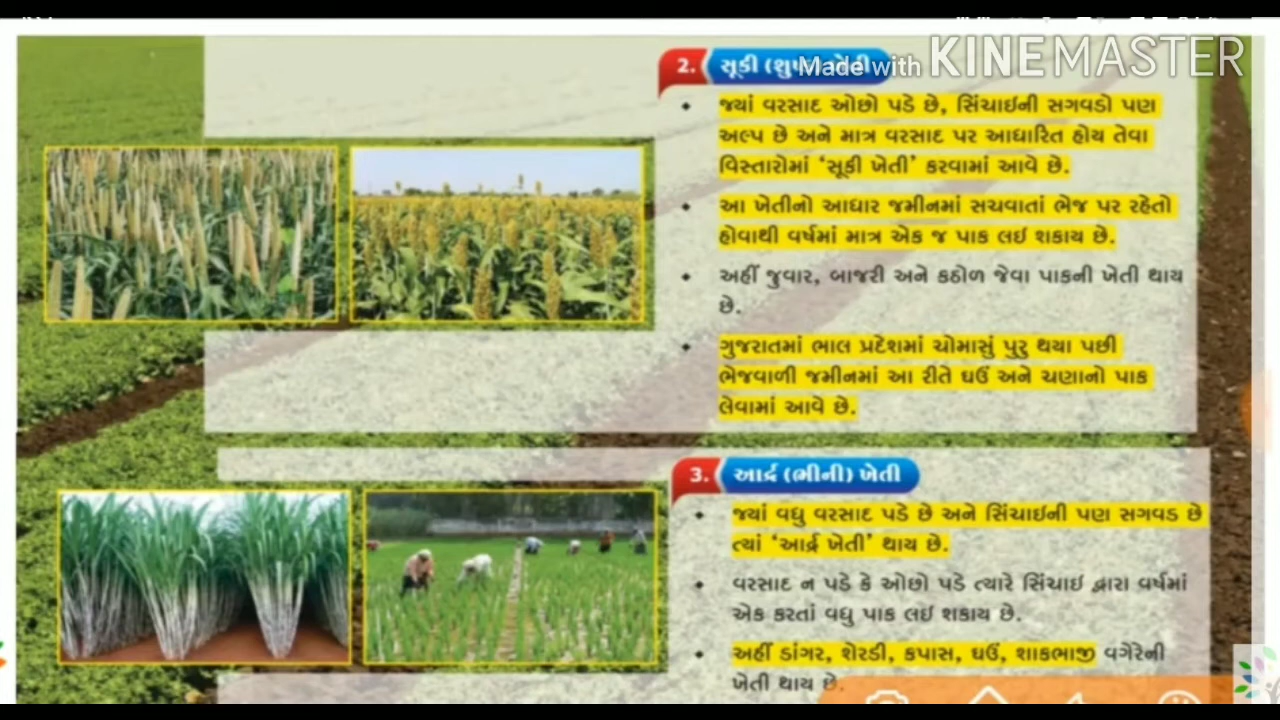 2. સૂકી (શુષ્ક) ખેતી
Made with KINEMASTER
જ્યાં વરસાદ ઓછો પડે છે, સિંચાઈની સગવડો પણ
અલ્પ છે અને માત્ર વરસાદ પર આધારિત હોય તેવા
વિસ્તારોમાં ‘સૂકી ખેતી’ કરવામાં આવે છે.
આ ખેતીનો આધાર જમીનમાં સચવાતાં ભેજ પર રહેતો
હોવાથી વર્ષમાં માત્ર એક જ પાક લઈ શકાય છે.
અહીં જુવાર, બાજરી અને કઠોળ જેવા પાકની ખેતી થાય
છે.
ગુજરાતમાં ભાલ પ્રદેશમાં ચોમાસું પુરુ થયા પછી
ભેજવાળી જમીનમાં આ રીતે ઘઉં અને ચણાનો પાક
લેવામાં આવે છે.
3. આર્દ્ર (ભીની) ખેતી
જ્યાં વધુ વરસાદ પડે છે અને સિંચાઈની પણ સગવડ છે
ત્યાં ‘આર્દ્ર ખેતી’ થાય છે.
વરસાદ ન પડે કે ઓછો પડે ત્યારે સિંચાઈ દ્વારા વર્ષમાં
એક કરતાં વધુ પાક લઈ શકાય છે.
અહીં ડાંગર, શેરડી, કપાસ, ઘઉં, શાકભાજી વગેરેની
ખેતી થાય છે.